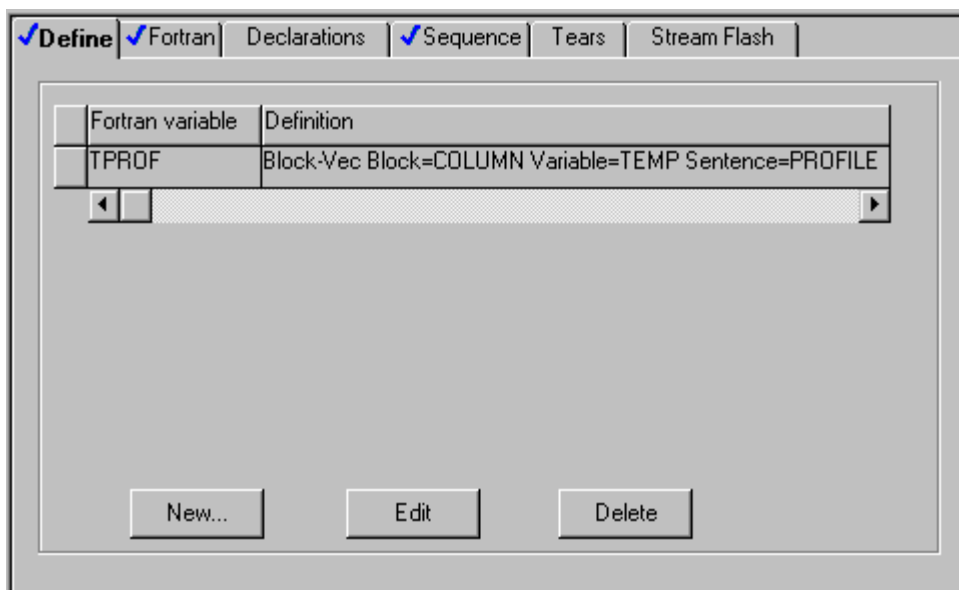 Define Fortran Declarations Sequence Tears Stream Flash
Fortran variable Definition
TPROF Block-Vec Block=COLUMN Variable=TEMP Sentence=PROFILE
New... Edit Delete